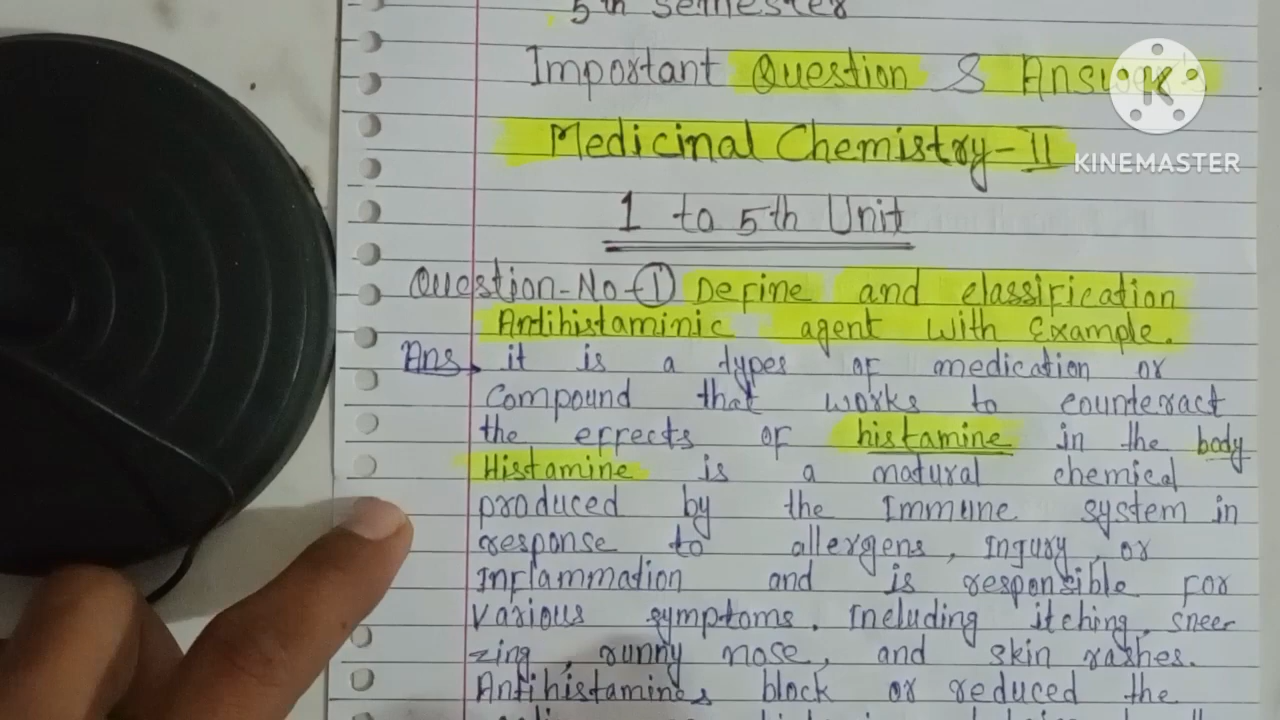 5th Semester
Important Question & Answer's
Medicinal Chemistry-II
1 to 5th Unit
Question-No-① Define and classification
Antihistaminic agent with Example.
Ans it is a types of medication or
Compound that works to counteract
the effects of histamine in the body
Histamine is a natural chemical
produced by the Immune system in
response to allergens, Injury, or
Inflammation and is responsible For
Various symptoms. Including itching, snee
zing, runny nose, and skin rashes.
Antihistamines block or reduced the
KINEMASTER